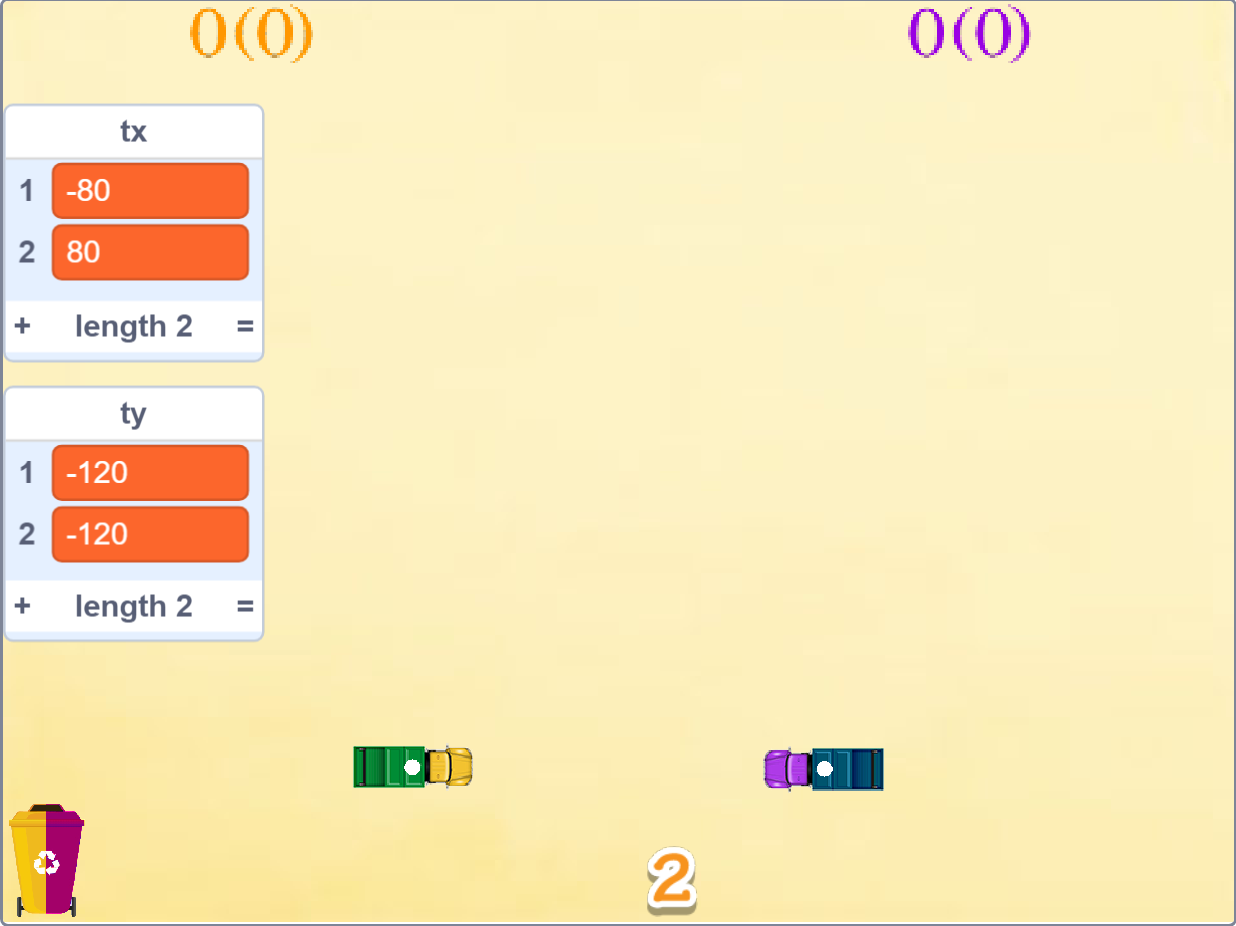 0(0) 0(0)
tx
1 -80
2 80
+ length 2 =
ty
1 -120
2 -120
+ length 2 =
2